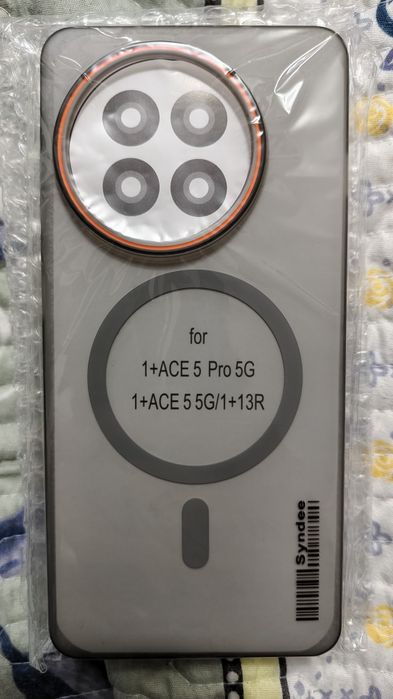 for
1+ACE 5 Pro 5G
1+ACE 5 5G/1+13R
Syndee